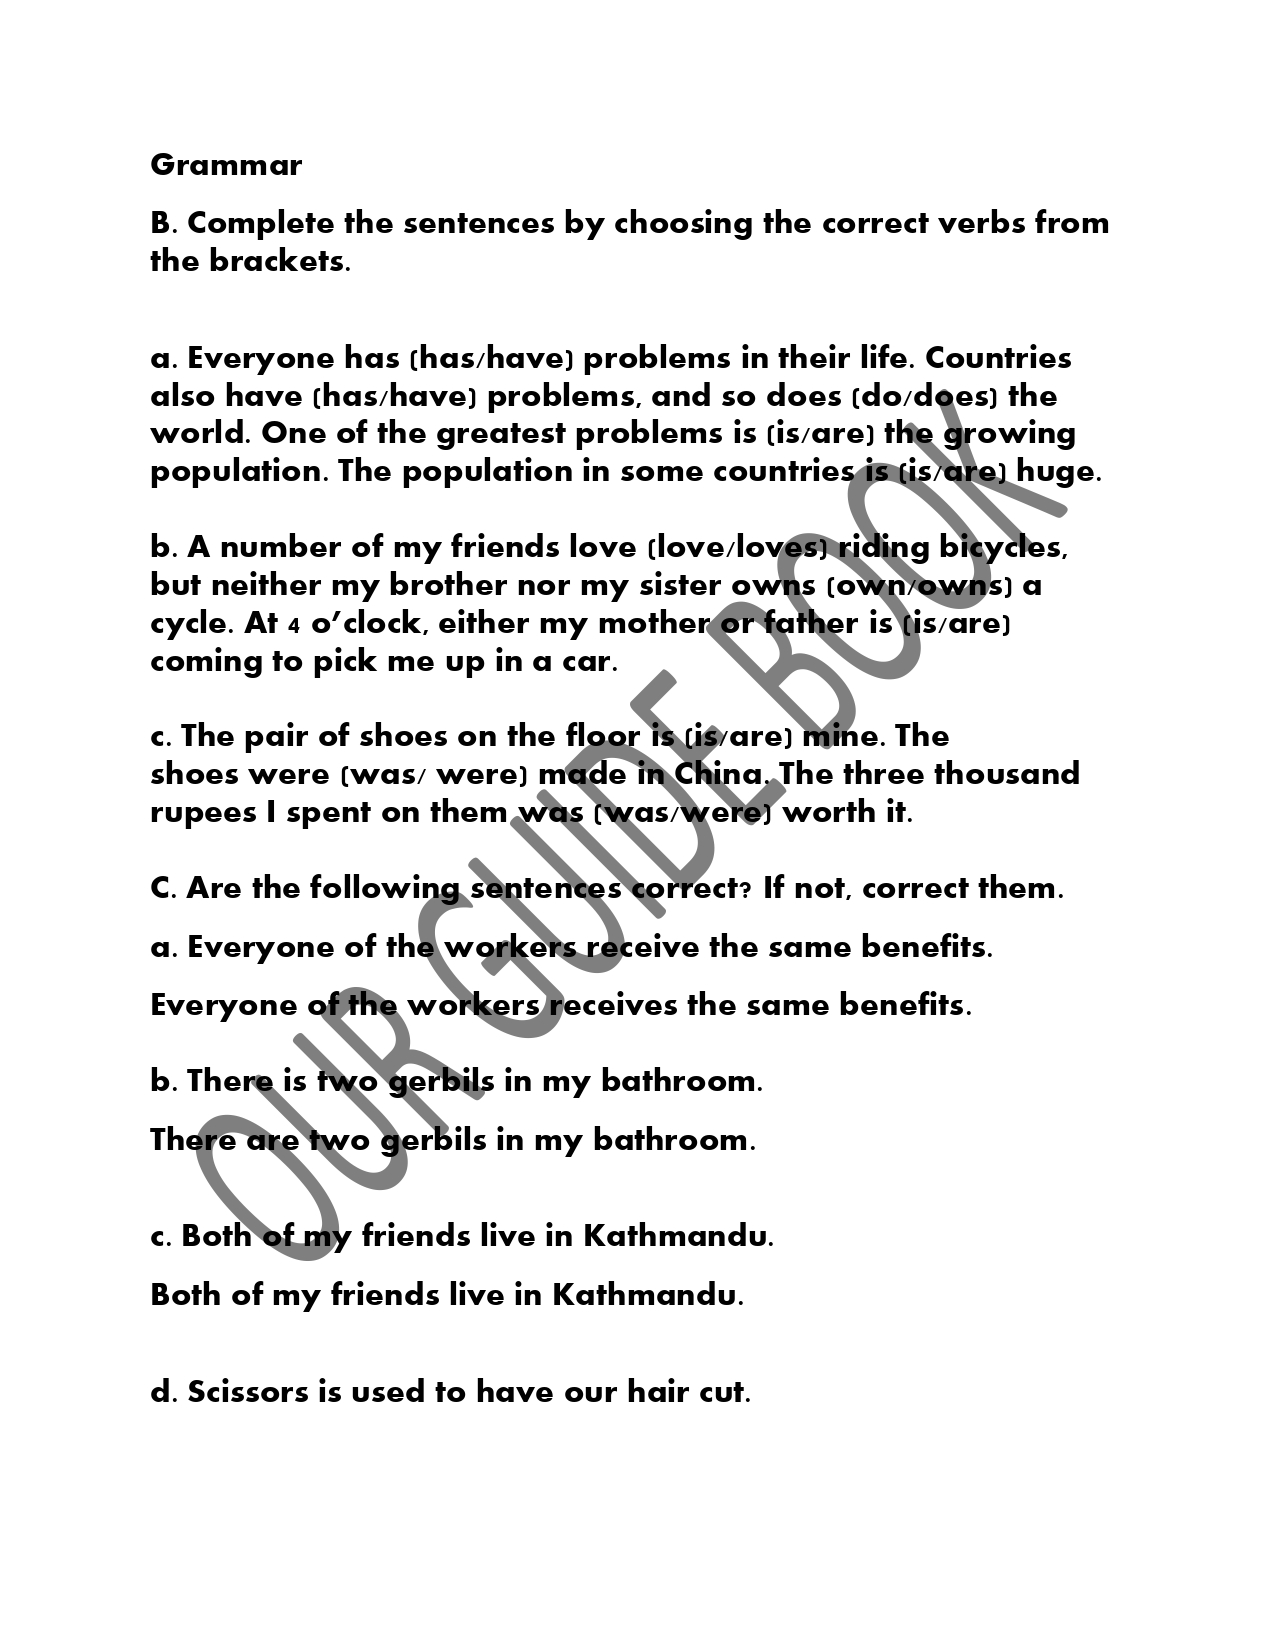 Grammar
B. Complete the sentences by choosing the correct verbs from
the brackets.
a. Everyone has (has/have) problems in their life. Countries
also have (has/have) problems, and so does (do/does) the
world. One of the greatest problems is (is/are) the growing
population. The population in some countries is (is/are) huge.
b. A number of my friends love (love/loves) riding bicycles,
but neither my brother nor my sister owns (own/owns) a
cycle. At 4 o’clock, either my mother or father is (is/are)
coming to pick me up in a car.
c. The pair of shoes on the floor is (is/are) mine. The
shoes were (was/ were) made in China. The three thousand
rupees I spent on them was (was/were) worth it.
C. Are the following sentences correct? If not, correct them.
a. Everyone of the workers receive the same benefits.
Everyone of the workers receives the same benefits.
b. There is two gerbils in my bathroom.
There are two gerbils in my bathroom.
c. Both of my friends live in Kathmandu.
Both of my friends live in Kathmandu.
d. Scissors is used to have our hair cut.
OUR GUIDE BOOK